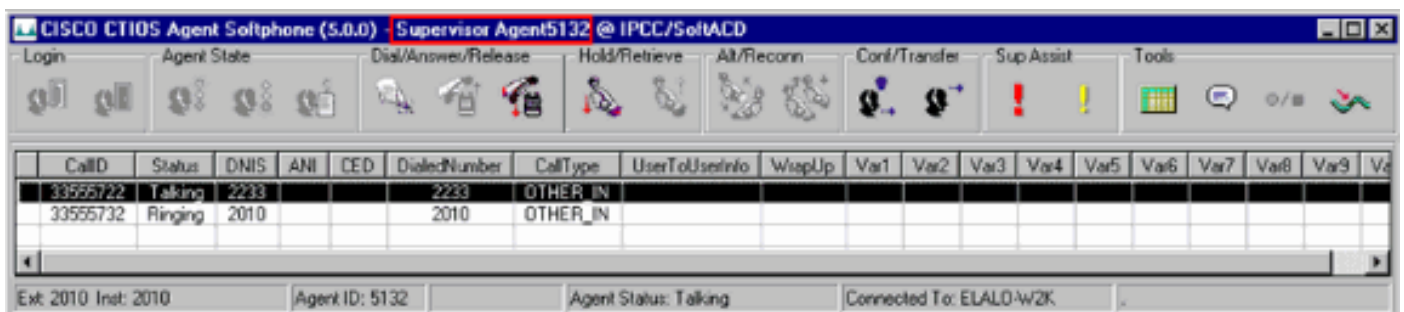 CISCO CTIOS Agent Softphone (5.0.0) - Supervisor Agent5132 @ IPCC/SoftACD
Login Agent State Dial/Answer/Release Hold/Retrieve Alt/Reconn Conf/Transfer Sup Assist Tools
CallID Status DNIS ANI CED DialedNumber CallType UserToUserInfo WrapUp Var1 Var2 Var3 Var4 Var5 Var6 Var7 Var8 Var9 Va
33555722 Talking 2233 2233 OTHER_IN
33555732 Ringing 2010 2010 OTHER_IN
Ext: 2010 Inst: 2010 Agent ID: 5132 Agent Status: Talking Connected To: ELALO-W2K .